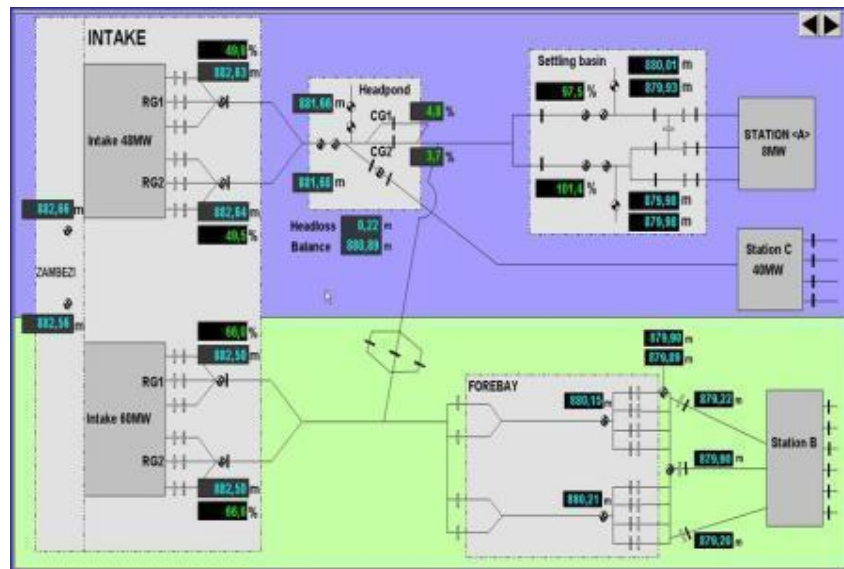 INTAKE
49,6 %
882,63 m
RG1
Intake 48MW
RG2
882,64 m
49,5 %
882,66 m
ZAMBEZI
882,56 m
66,0 %
882,50 m
RG1
Intake 60MW
RG2
882,50 m
66,0 %
Headpond
881,66 m
CG1
4,8 %
CG2
3,7 %
881,68 m
Headloss 0,22 m
Balance 880,89 m
Settling basin
880,01 m
97,5 %
879,93 m
101,4 %
879,98 m
879,98 m
STATION <A>
8MW
Station C
40MW
FOREBAY
879,90 m
879,89 m
880,15 m
879,22 m
879,90 m
880,21 m
879,20 m
Station B